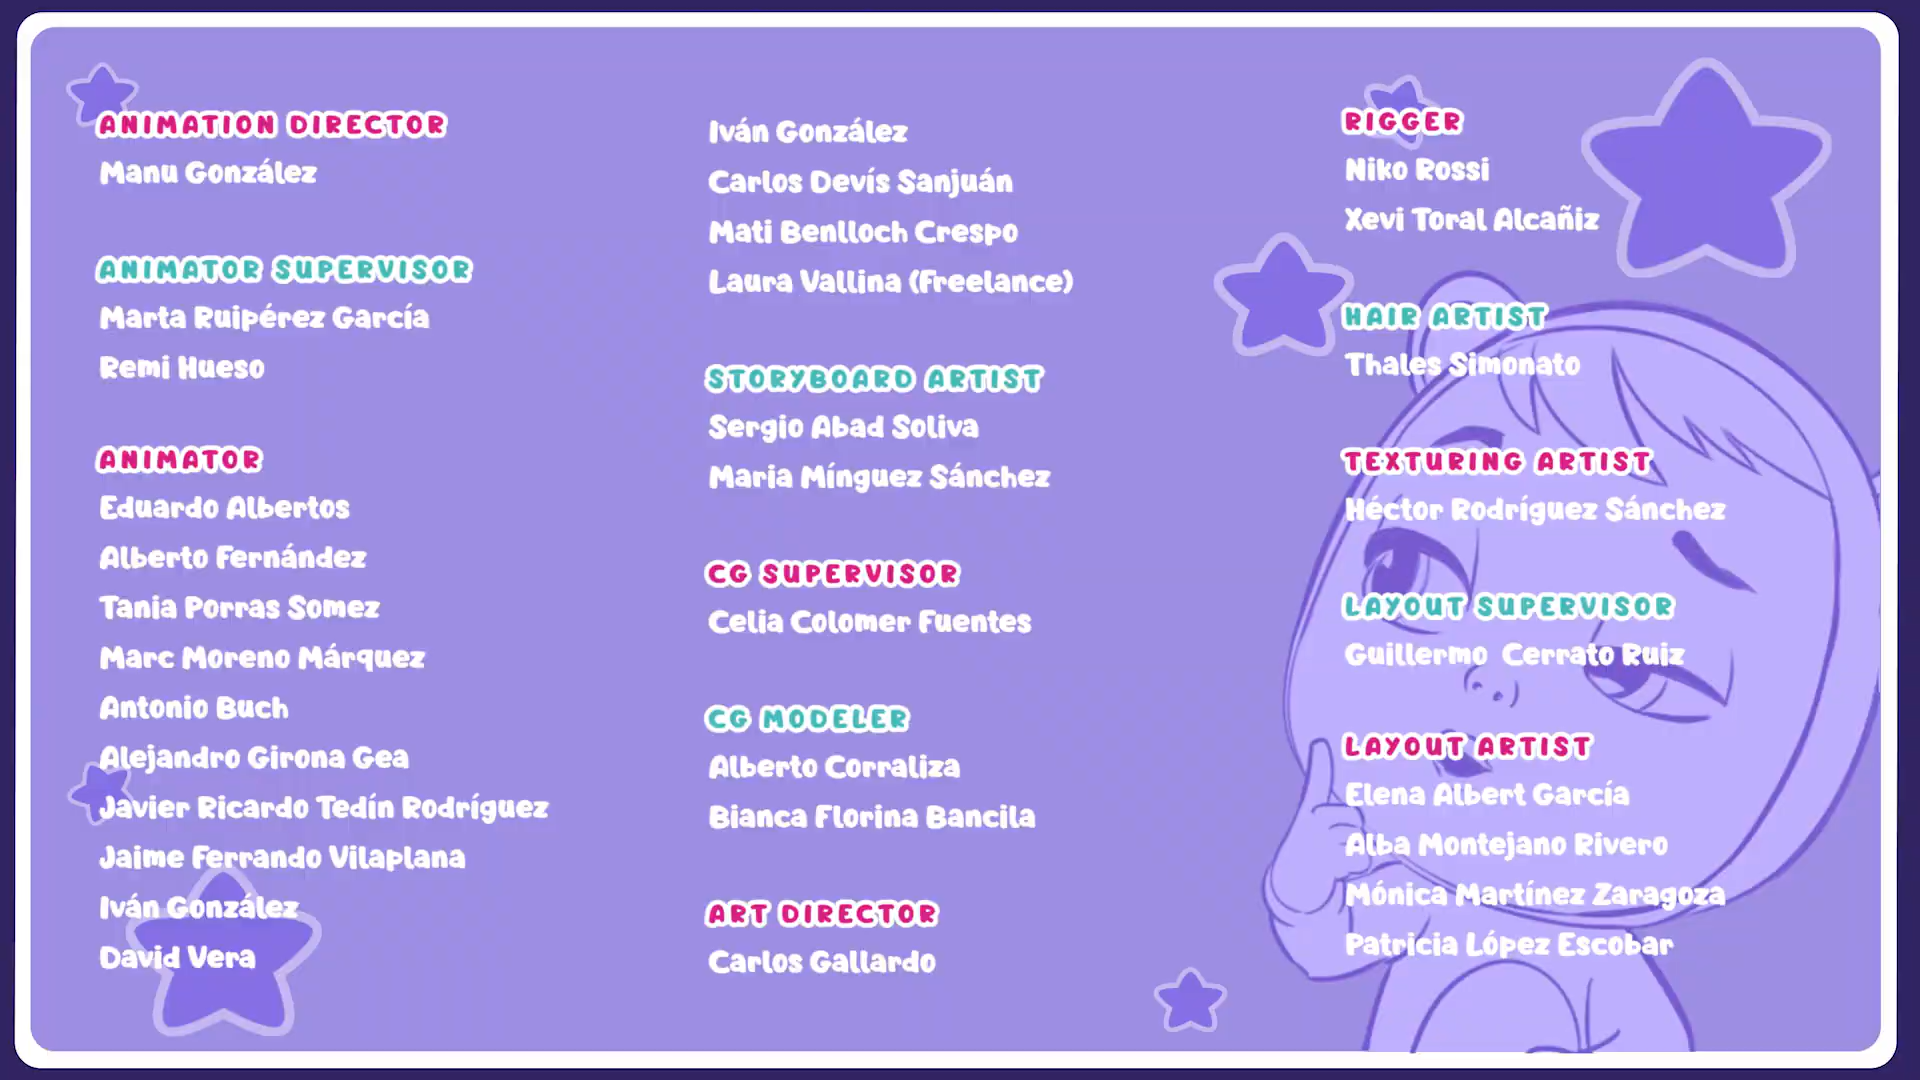 ANIMATION DIRECTOR
Manu González
ANIMATOR SUPERVISOR
Marta Ruipérez García
Remi Hueso
ANIMATOR
Eduardo Albertos
Alberto Fernández
Tania Porras Somez
Marc Moreno Márquez
Antonio Buch
Alejandro Girona Gea
Javier Ricardo Tedín Rodríguez
Jaime Ferrando Vilaplana
Iván González
David Vera
Iván González
Carlos Devís Sanjuán
Mati Benlloch Crespo
Laura Vallina (Freelance)
STORYBOARD ARTIST
Sergio Abad Soliva
Maria Mínguez Sánchez
CG SUPERVISOR
Celia Colomer Fuentes
CG MODELER
Alberto Corraliza
Bianca Florina Bancila
ART DIRECTOR
Carlos Gallardo
RIGGER
Niko Rossi
Xevi Toral Alcañiz
HAIR ARTIST
Thales Simonato
TEXTURING ARTIST
Héctor Rodríguez Sánchez
LAYOUT SUPERVISOR
Guillermo  Cerrato Ruiz
LAYOUT ARTIST
Elena Albert García
Alba Montejano Rivero
Mónica Martínez Zaragoza
Patricia López Escobar